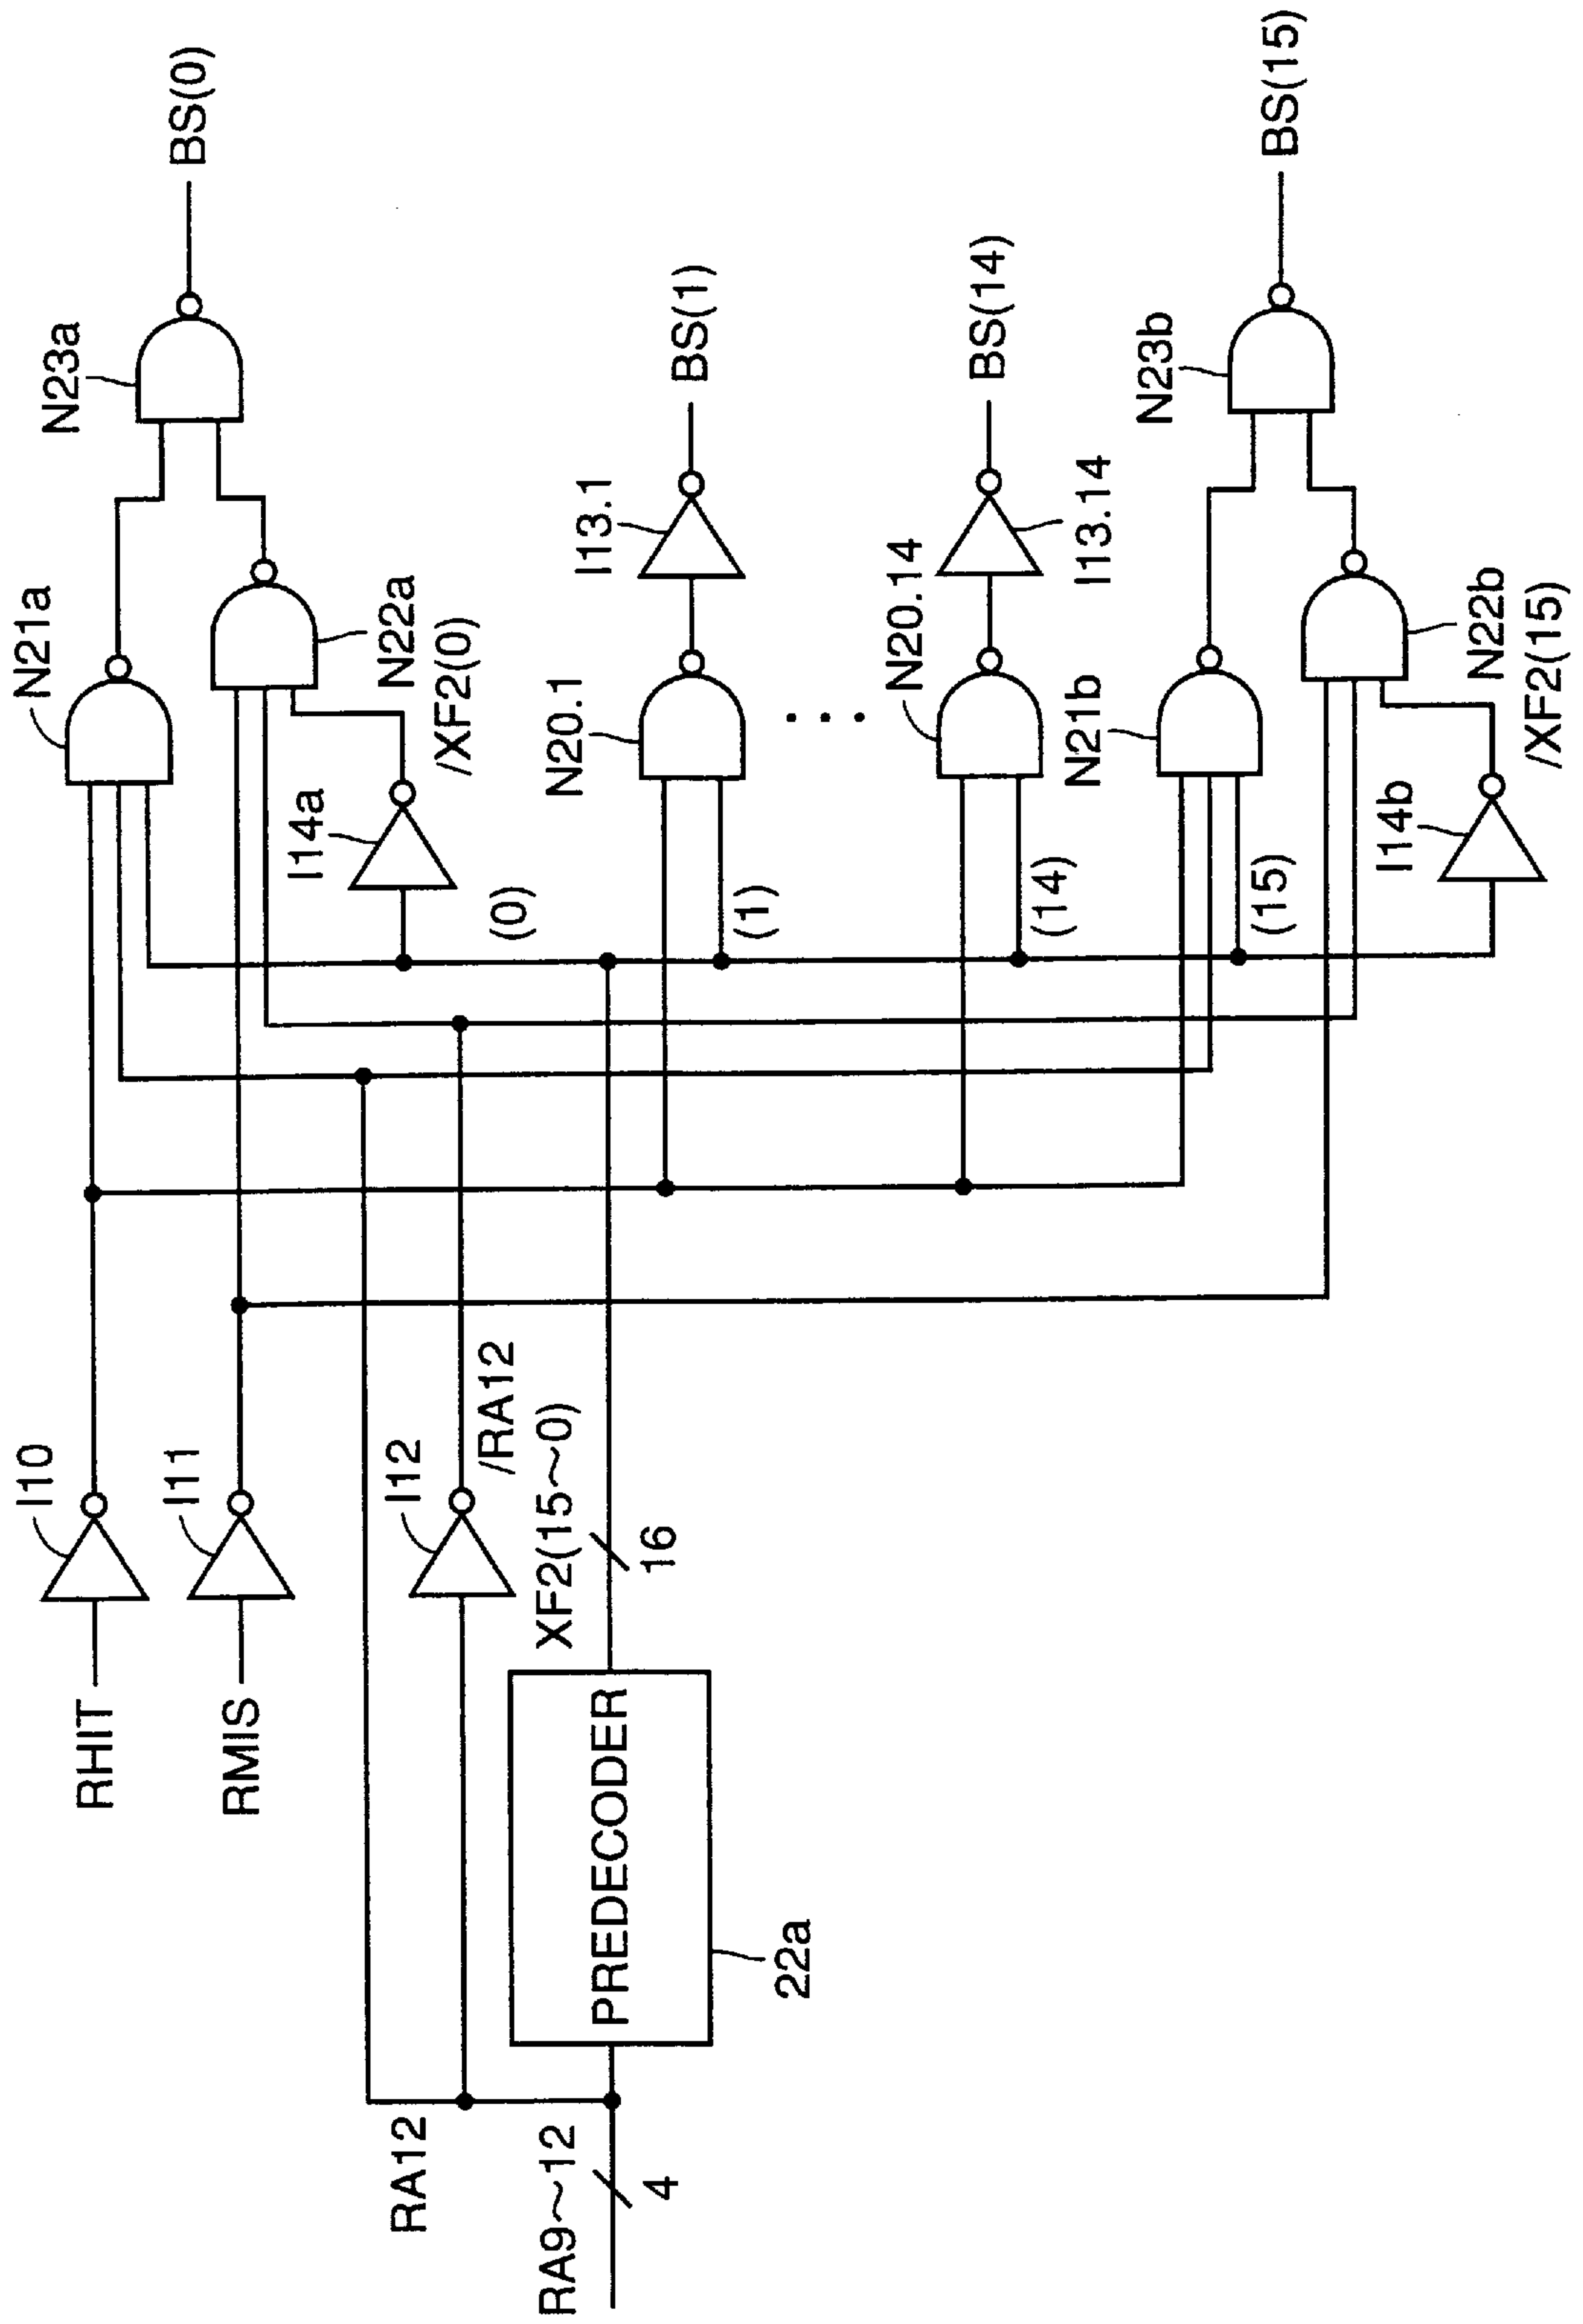 RHIT
I10
N21a
N23a
BS(0)
RMIS
I11
N22a
/XF2(0)
I14a
(0)
RA12
I12
/RA12
RA9~12
4
PREDECODER
22a
XF2(15~0)
16
N20.1
I13.1
BS(1)
(1)
• • •
N20.14
I13.14
BS(14)
(14)
N21b
N23b
BS(15)
(15)
N22b
/XF2(15)
I14b